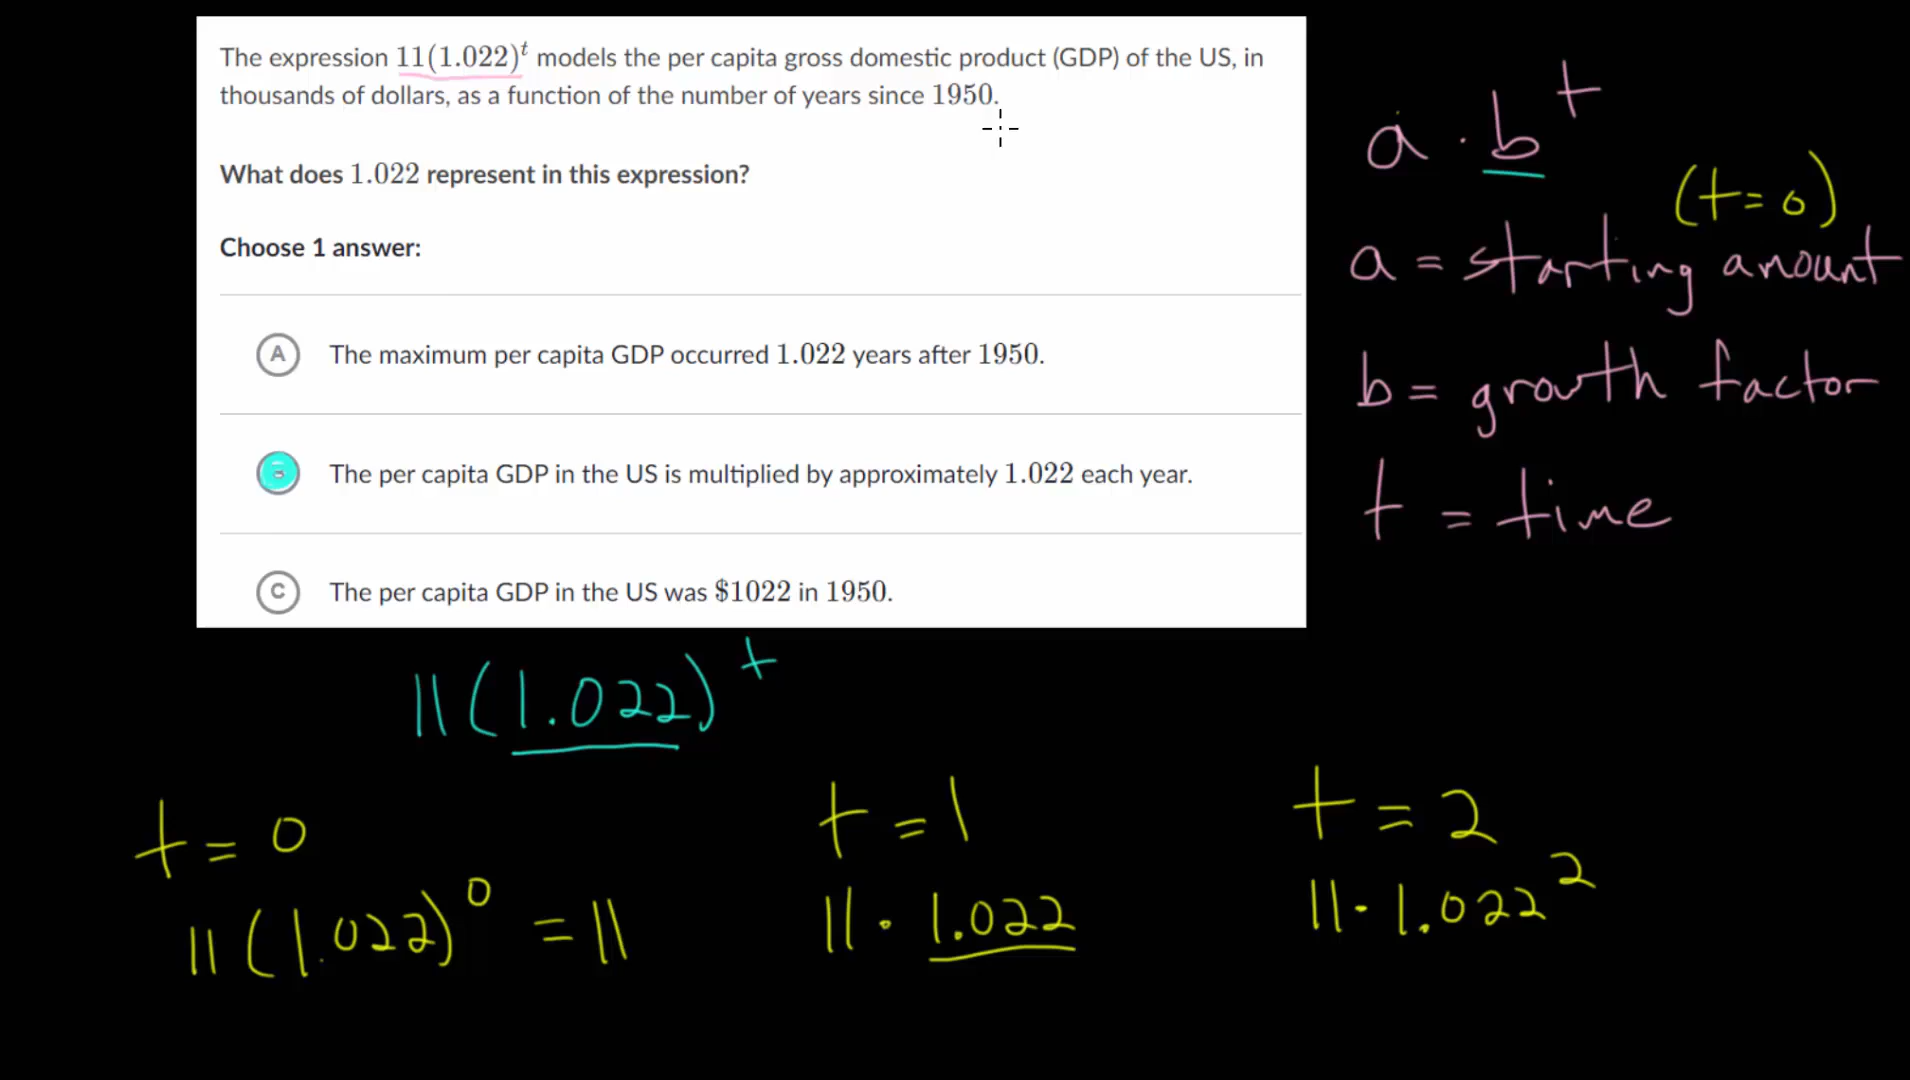 The expression 11(1.022)^t models the per capita gross domestic product (GDP) of the US, in
thousands of dollars, as a function of the number of years since 1950.
What does 1.022 represent in this expression?
Choose 1 answer:
A The maximum per capita GDP occurred 1.022 years after 1950.
B The per capita GDP in the US is multiplied by approximately 1.022 each year.
C The per capita GDP in the US was $1022 in 1950.
a · b^t
(t=0)
a = starting amount
b = growth factor
t = time
11(1.022)^t
t = 0
11(1.022)^0 = 11
t = 1
11 · 1.022
t = 2
11 · 1.022^2